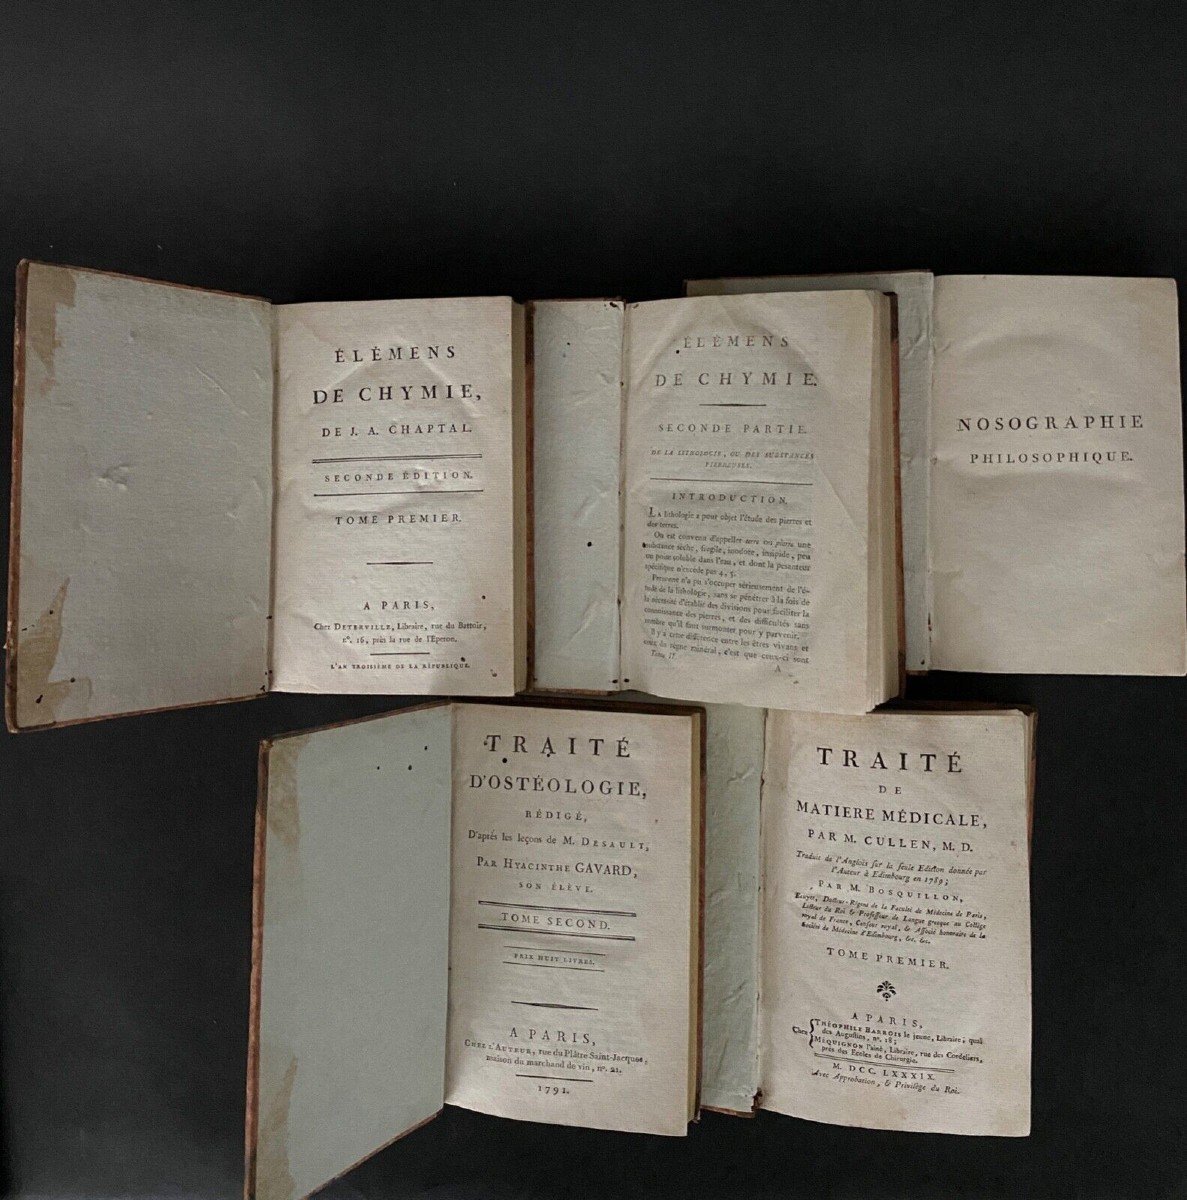 ÉLÉMENS
DE CHYMIE,
DE J. A. CHAPTAL.
SECONDE ÉDITION.
TOME PREMIER.
A PARIS,
Chez DETERVILLE, Libraire, rue du Battoir,
nº. 16, près la rue de l'Eperon.
L'AN TROISIÈME DE LA RÉPUBLIQUE.
ÉLÉMENS
DE CHYMIE.
SECONDE PARTIE.
DE LA LITHOLOGIE, OU DES SUBSTANCES
PIERREUSES.
INTRODUCTION.
LA lithologie a pour objet l'étude des pierres et
des terres.
On est convenu d'appeller terre ou pierre une
substance sèche, fragile, inodore, insipide, peu
ou point soluble dans l'eau, et dont la pesanteur
spécifique n'excède pas 4, 5.
Personne n'a pu s'occuper sérieusement de l'é-
tude de la lithologie, sans se pénétrer à la fois de
la nécessité d'établir des divisions pour faciliter la
connoissance des pierres, et des difficultés sans
nombre qu'il faut surmonter pour y parvenir.
Il y a cette différence entre les êtres vivans et
ceux du règne minéral, c'est que ceux-ci sont
Tome II.
A
NOSOGRAPHIE
PHILOSOPHIQUE.
TRAITÉ
D'OSTÉOLOGIE,
RÉDIGÉ,
D'après les leçons de M. DESAULT,
PAR HYACINTHE GAVARD,
SON ÉLÈVE.
TOME SECOND.
PRIX HUIT LIVRES.
A PARIS,
CHEZ L'AUTEUR, rue du Plâtre Saint-Jacques,
maison du marchand de vin, nº. 21.
1791.
TRAITÉ
DE
MATIERE MÉDICALE,
PAR M. CULLEN, M. D.
Traduit de l'Anglois sur la seule Edition donnée par
l'Auteur à Edimbourg en 1789;
PAR M. BOSQUILLON,
Ecuyer, Docteur-Régent de la Faculté de Médecine de Paris,
Lecteur du Roi & Professeur de Langue grecque au Collége
royal de France, Censeur royal, & Associé honoraire de la
Société de Médecine d'Edimbourg, &c. &c.
TOME PREMIER.
A PARIS,
Chez THÉOPHILE BARROIS le jeune, Libraire, quai
des Augustins, nº. 18;
MÉQUIGNON l'aîné, Libraire, rue des Cordeliers,
près des Ecoles de Chirurgie.
M. DCC. LXXXIX.
Avec Approbation, & Privilége du Roi.